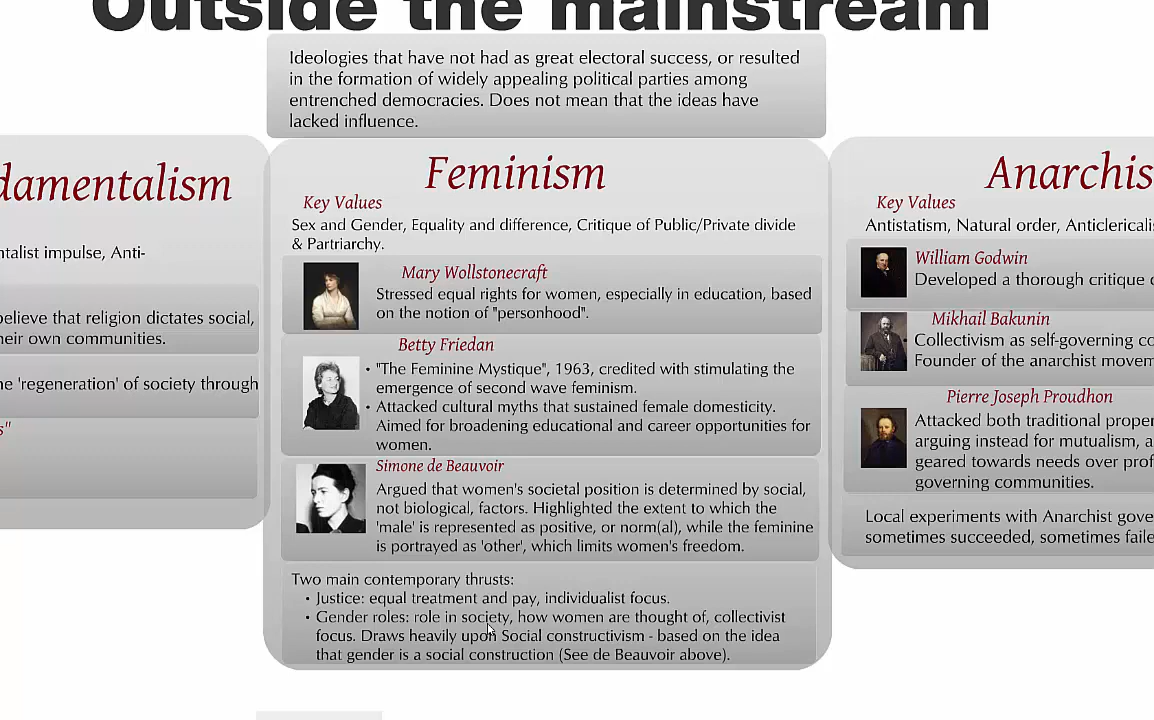 Outside the mainstream
Ideologies that have not had as great electoral success, or resulted
in the formation of widely appealing political parties among
entrenched democracies. Does not mean that the ideas have
lacked influence.
damentalism
ntalist impulse, Anti-
believe that religion dictates social,
heir own communities.
he 'regeneration' of society through
s"
Feminism
Key Values
Sex and Gender, Equality and difference, Critique of Public/Private divide
& Partriarchy.
Mary Wollstonecraft
Stressed equal rights for women, especially in education, based
on the notion of "personhood".
Betty Friedan
• "The Feminine Mystique", 1963, credited with stimulating the
emergence of second wave feminism.
• Attacked cultural myths that sustained female domesticity.
Aimed for broadening educational and career opportunities for
women.
Simone de Beauvoir
Argued that women's societal position is determined by social,
not biological, factors. Highlighted the extent to which the
'male' is represented as positive, or norm(al), while the feminine
is portrayed as 'other', which limits women's freedom.
Two main contemporary thrusts:
• Justice: equal treatment and pay, individualist focus.
• Gender roles: role in society, how women are thought of, collectivist
focus. Draws heavily upon Social constructivism - based on the idea
that gender is a social construction (See de Beauvoir above).
Anarchis
Key Values
Antistatism, Natural order, Anticlericalis
William Godwin
Developed a thorough critique o
Mikhail Bakunin
Collectivism as self-governing co
Founder of the anarchist movem
Pierre Joseph Proudhon
Attacked both traditional proper
arguing instead for mutualism, a
geared towards needs over prof
governing communities.
Local experiments with Anarchist gove
sometimes succeeded, sometimes faile